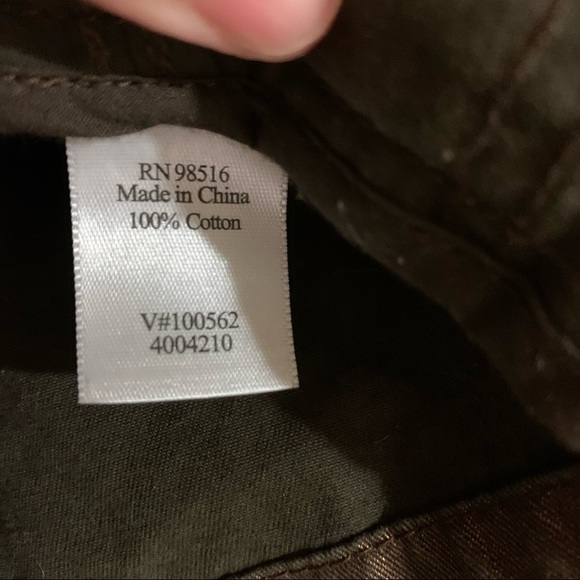 RN 98516
Made in China
100% Cotton
V#100562
4004210